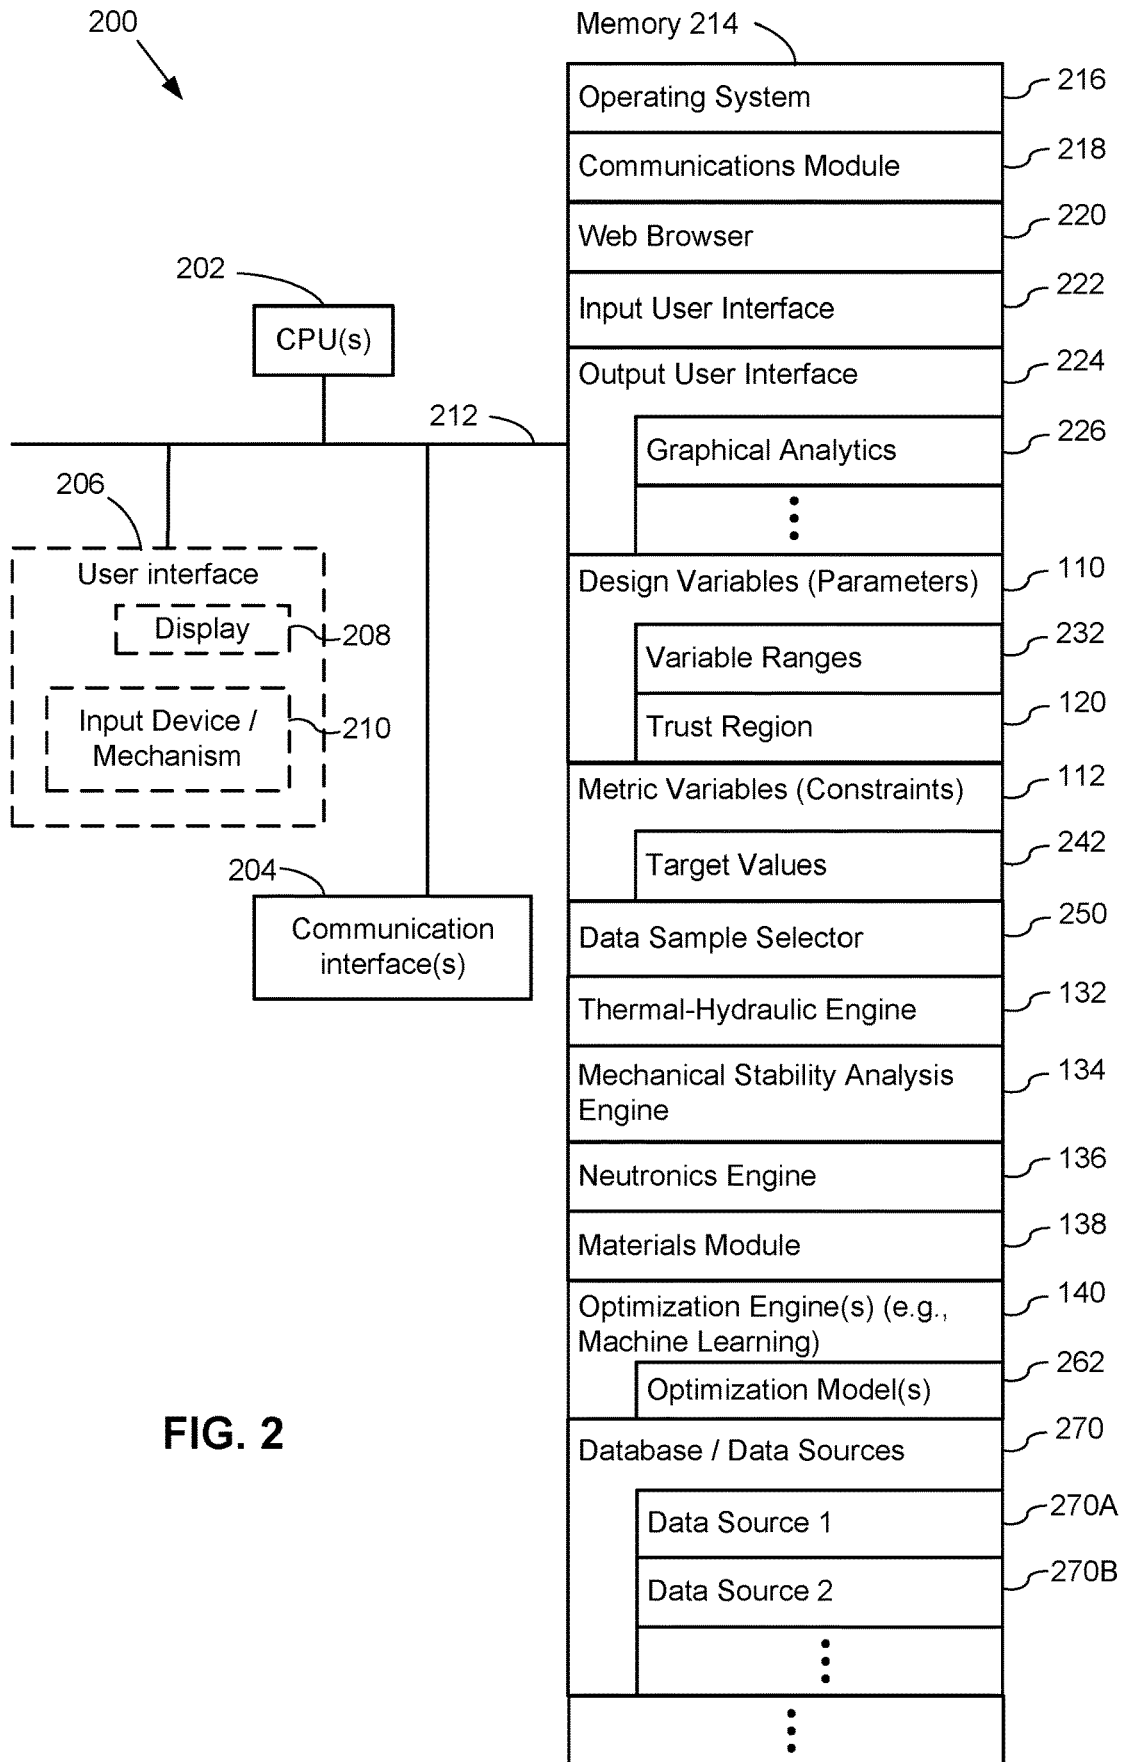 200
Memory 214
Operating System
216
Communications Module
218
Web Browser
220
Input User Interface
222
Output User Interface
224
Graphical Analytics
226
Design Variables (Parameters)
110
Variable Ranges
232
Trust Region
120
Metric Variables (Constraints)
112
Target Values
242
Data Sample Selector
250
Thermal-Hydraulic Engine
132
Mechanical Stability Analysis
Engine
134
Neutronics Engine
136
Materials Module
138
Optimization Engine(s) (e.g.,
Machine Learning)
140
Optimization Model(s)
262
Database / Data Sources
270
Data Source 1
270A
Data Source 2
270B
202
CPU(s)
212
206
User interface
Display
208
Input Device /
Mechanism
210
204
Communication
interface(s)
FIG. 2